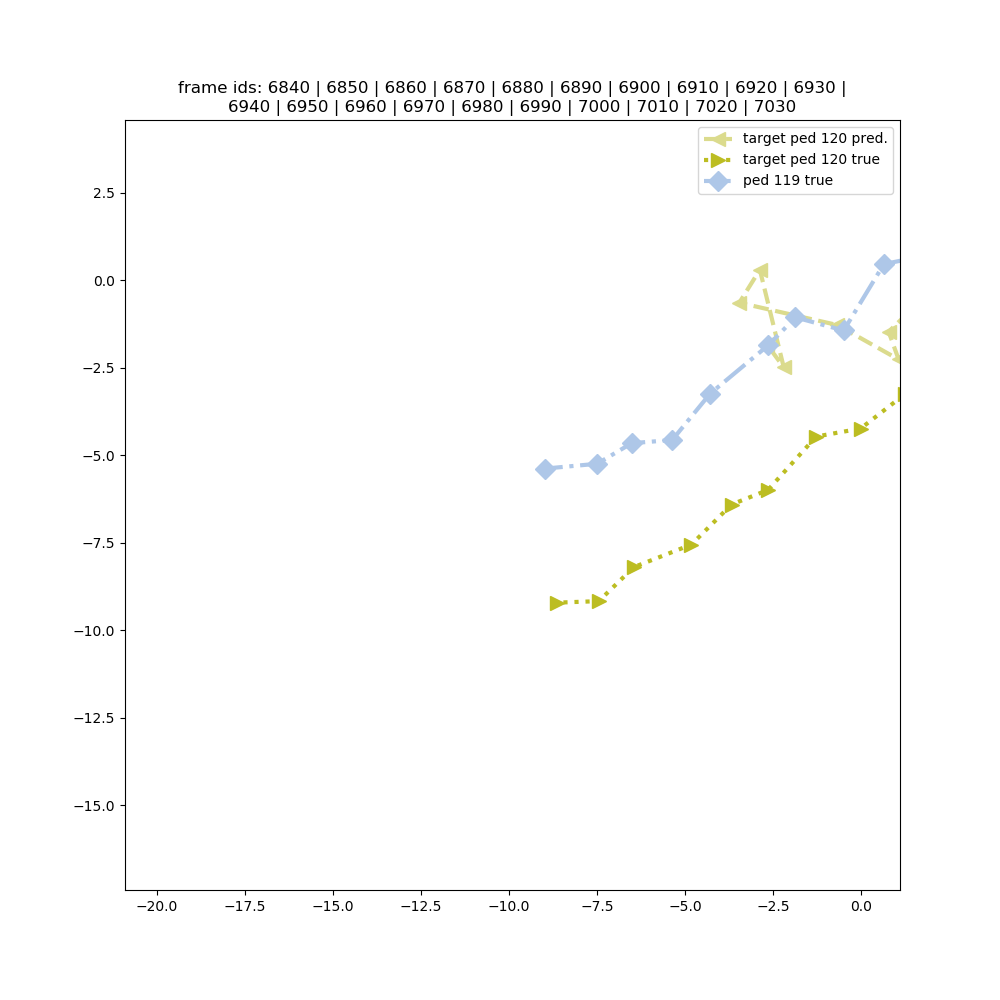 frame ids: 6840 | 6850 | 6860 | 6870 | 6880 | 6890 | 6900 | 6910 | 6920 | 6930 |
6940 | 6950 | 6960 | 6970 | 6980 | 6990 | 7000 | 7010 | 7020 | 7030
target ped 120 pred.
target ped 120 true
ped 119 true
2.5
0.0
−2.5
−5.0
−7.5
−10.0
−12.5
−15.0
−20.0 −17.5 −15.0 −12.5 −10.0 −7.5 −5.0 −2.5 0.0